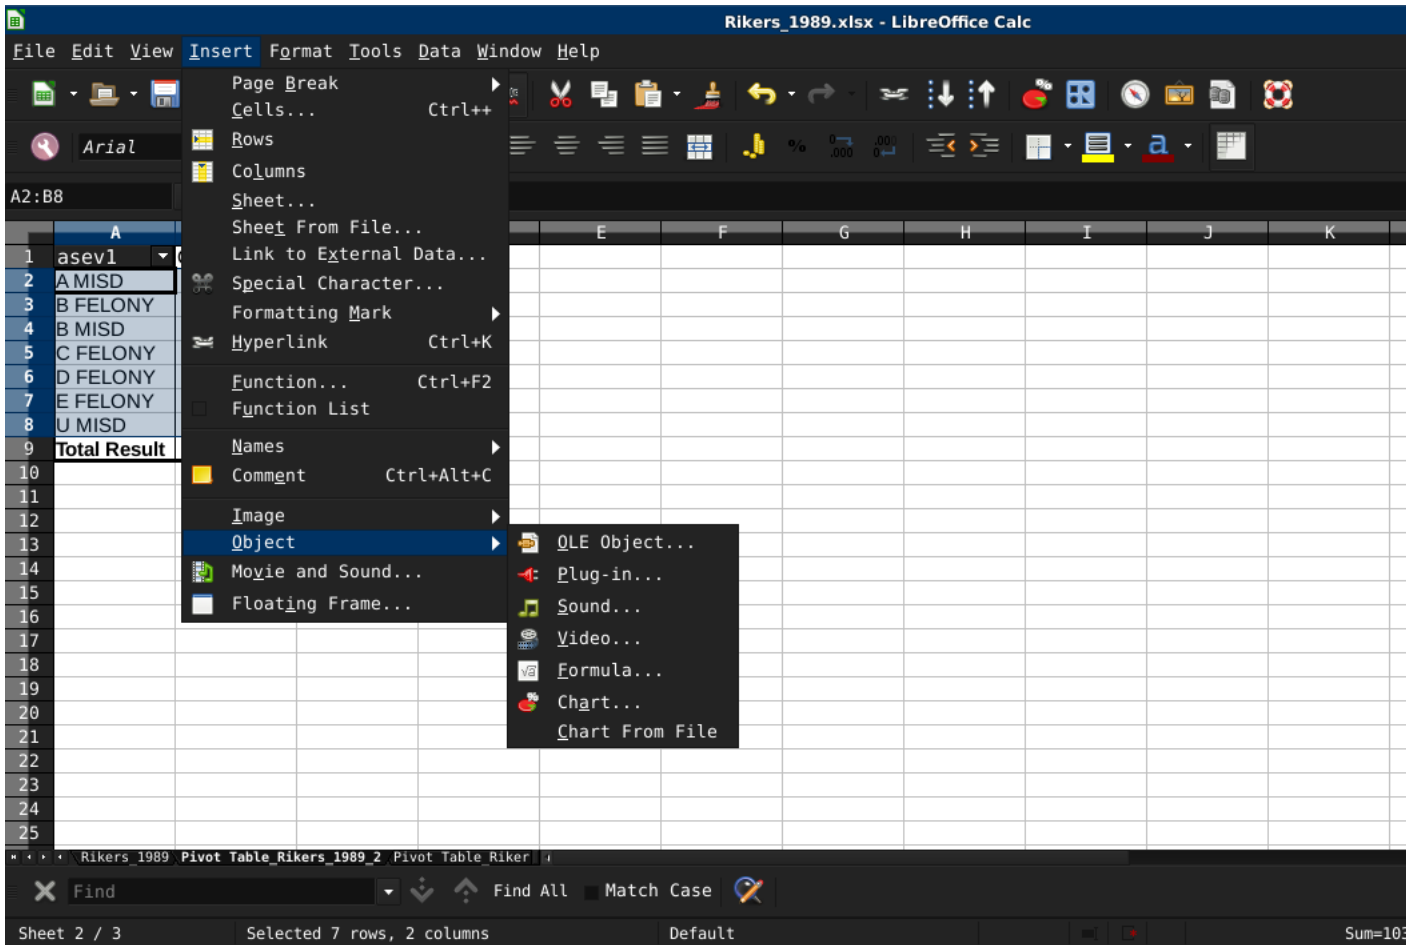 Rikers_1989.xlsx - LibreOffice Calc
File Edit View Insert Format Tools Data Window Help
Page Break
Cells... Ctrl++
Arial
Rows
Columns
A2:B8
Sheet...
Sheet From File...
Link to External Data...
Special Character...
Formatting Mark
Hyperlink Ctrl+K
Function... Ctrl+F2
Function List
Names
Comment Ctrl+Alt+C
Image
Object
Movie and Sound...
Floating Frame...
OLE Object...
Plug-in...
Sound...
Video...
Formula...
Chart...
Chart From File
A E F G H I J K
1 asev1
2 A MISD
3 B FELONY
4 B MISD
5 C FELONY
6 D FELONY
7 E FELONY
8 U MISD
9 Total Result
10
11
12
13
14
15
16
17
18
19
20
21
22
23
24
25
Rikers_1989 Pivot Table_Rikers_1989_2 Pivot Table_Riker
Find Find All Match Case
Sheet 2 / 3 Selected 7 rows, 2 columns Default Sum=103